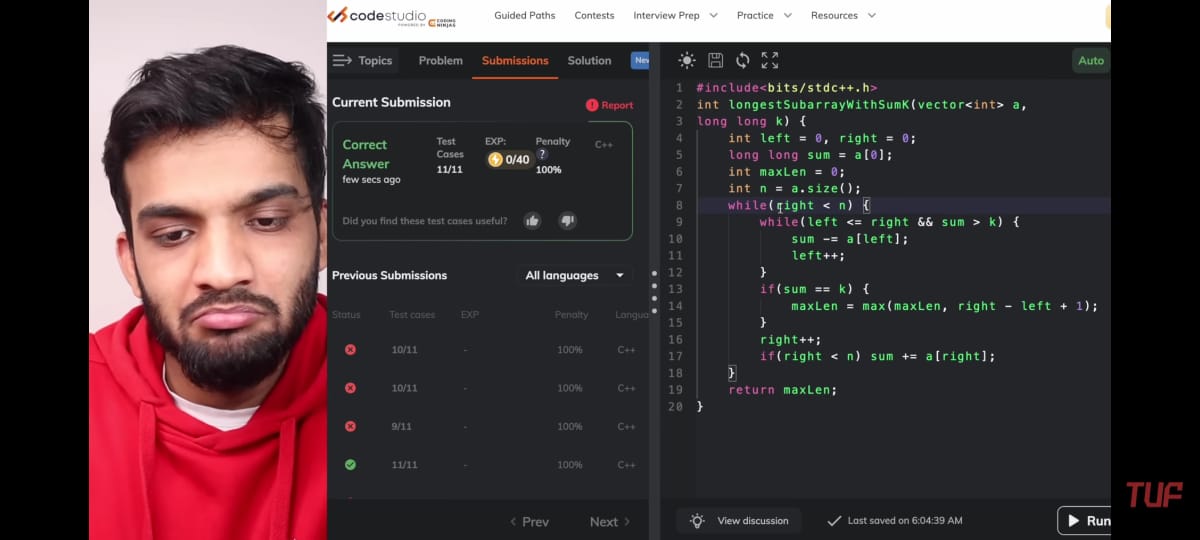 codestudio
POWERED BY CODING NINJAS
Guided Paths Contests Interview Prep Practice Resources
Topics Problem Submissions Solution New
Auto
Current Submission
Report
Correct Answer
few secs ago
Test Cases
11/11
EXP:
0/40
Penalty ?
100%
C++
Did you find these test cases useful?
Previous Submissions
All languages
Status Test cases EXP Penalty Langua
10/11 - 100% C++
10/11 - 100% C++
9/11 - 100% C++
11/11 - 100% C++
< Prev Next >
1 #include<bits/stdc++.h>
2 int longestSubarrayWithSumK(vector<int> a,
3 long long k) {
4 int left = 0, right = 0;
5 long long sum = a[0];
6 int maxLen = 0;
7 int n = a.size();
8 while(right < n) {
9 while(left <= right && sum > k) {
10 sum -= a[left];
11 left++;
12 }
13 if(sum == k) {
14 maxLen = max(maxLen, right - left + 1);
15 }
16 right++;
17 if(right < n) sum += a[right];
18 }
19 return maxLen;
20 }
View discussion
Last saved on 6:04:39 AM
Run
TUF